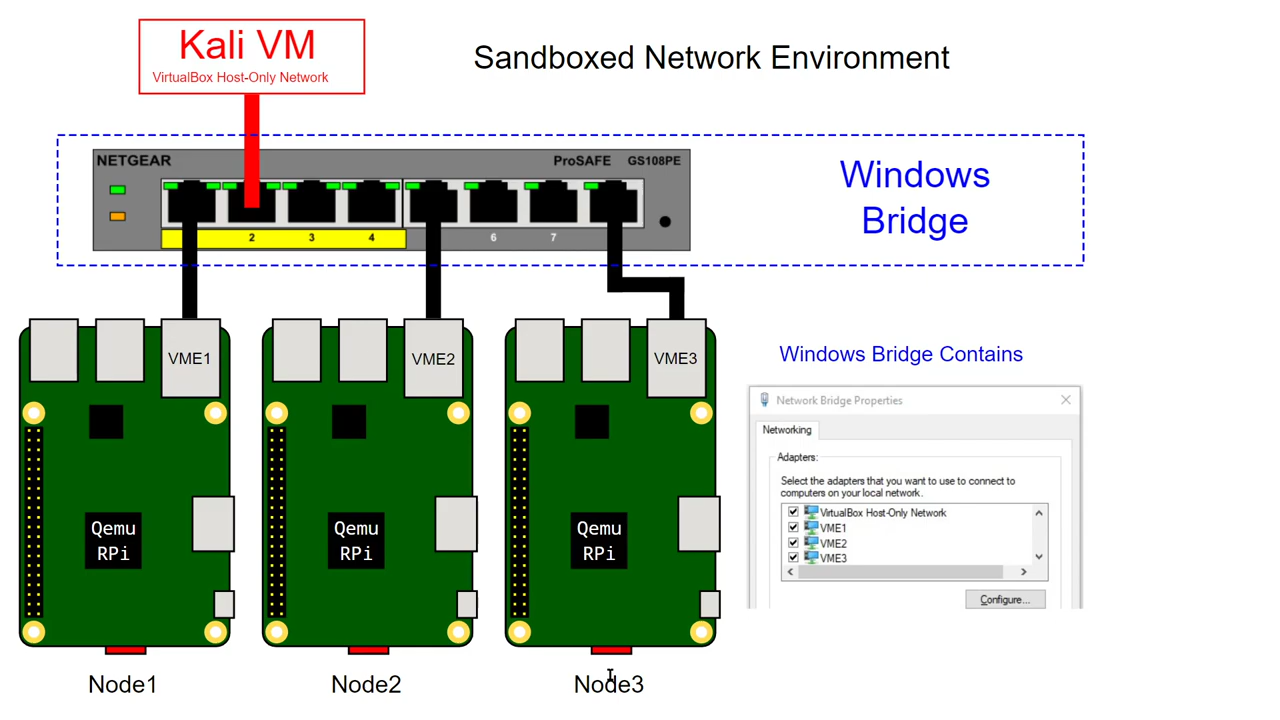 Kali VM
VirtualBox Host-Only Network
Sandboxed Network Environment
NETGEAR
ProSAFE GS108PE
2 3 4 6 7
Windows
Bridge
VME1
VME2
VME3
Windows Bridge Contains
Network Bridge Properties
Networking
Adapters:
Select the adapters that you want to use to connect to
computers on your local network.
VirtualBox Host-Only Network
VME1
VME2
VME3
Configure...
Qemu
RPi
Qemu
RPi
Qemu
RPi
Node1
Node2
Node3